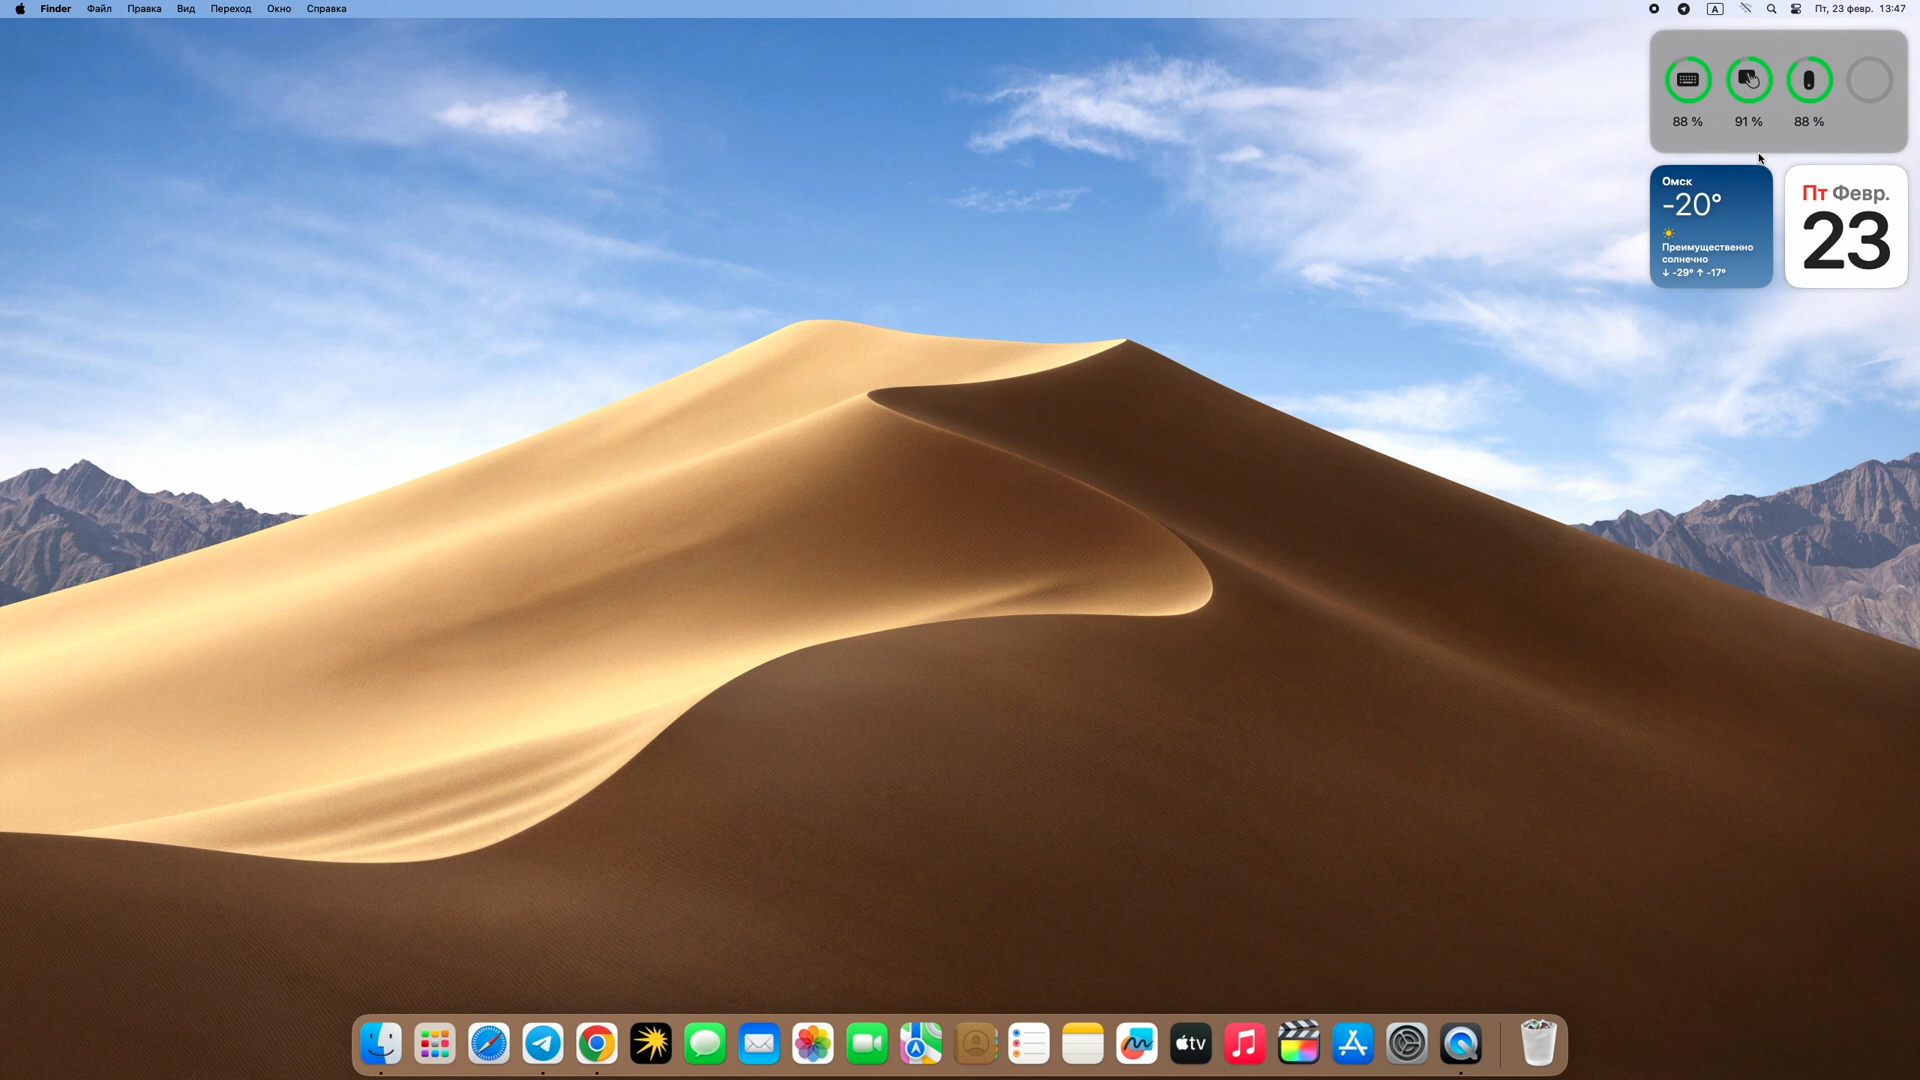 Finder Файл Правка Вид Переход Окно Справка A Пт, 23 февр. 13:47
88 % 91 % 88 %
Омск
-20°
Преимущественно
солнечно
↓ -29° ↑ -17°
Пт Февр.
23
tv